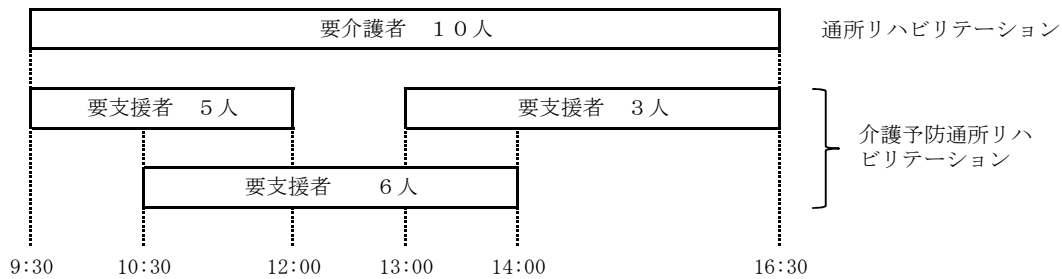 要介護者　１０人
通所リハビリテーション
要支援者　５人
要支援者　３人
介護予防通所リハ
ビリテーション
要支援者　　６人
9:30
10:30
12:00
13:00
14:00
16:30